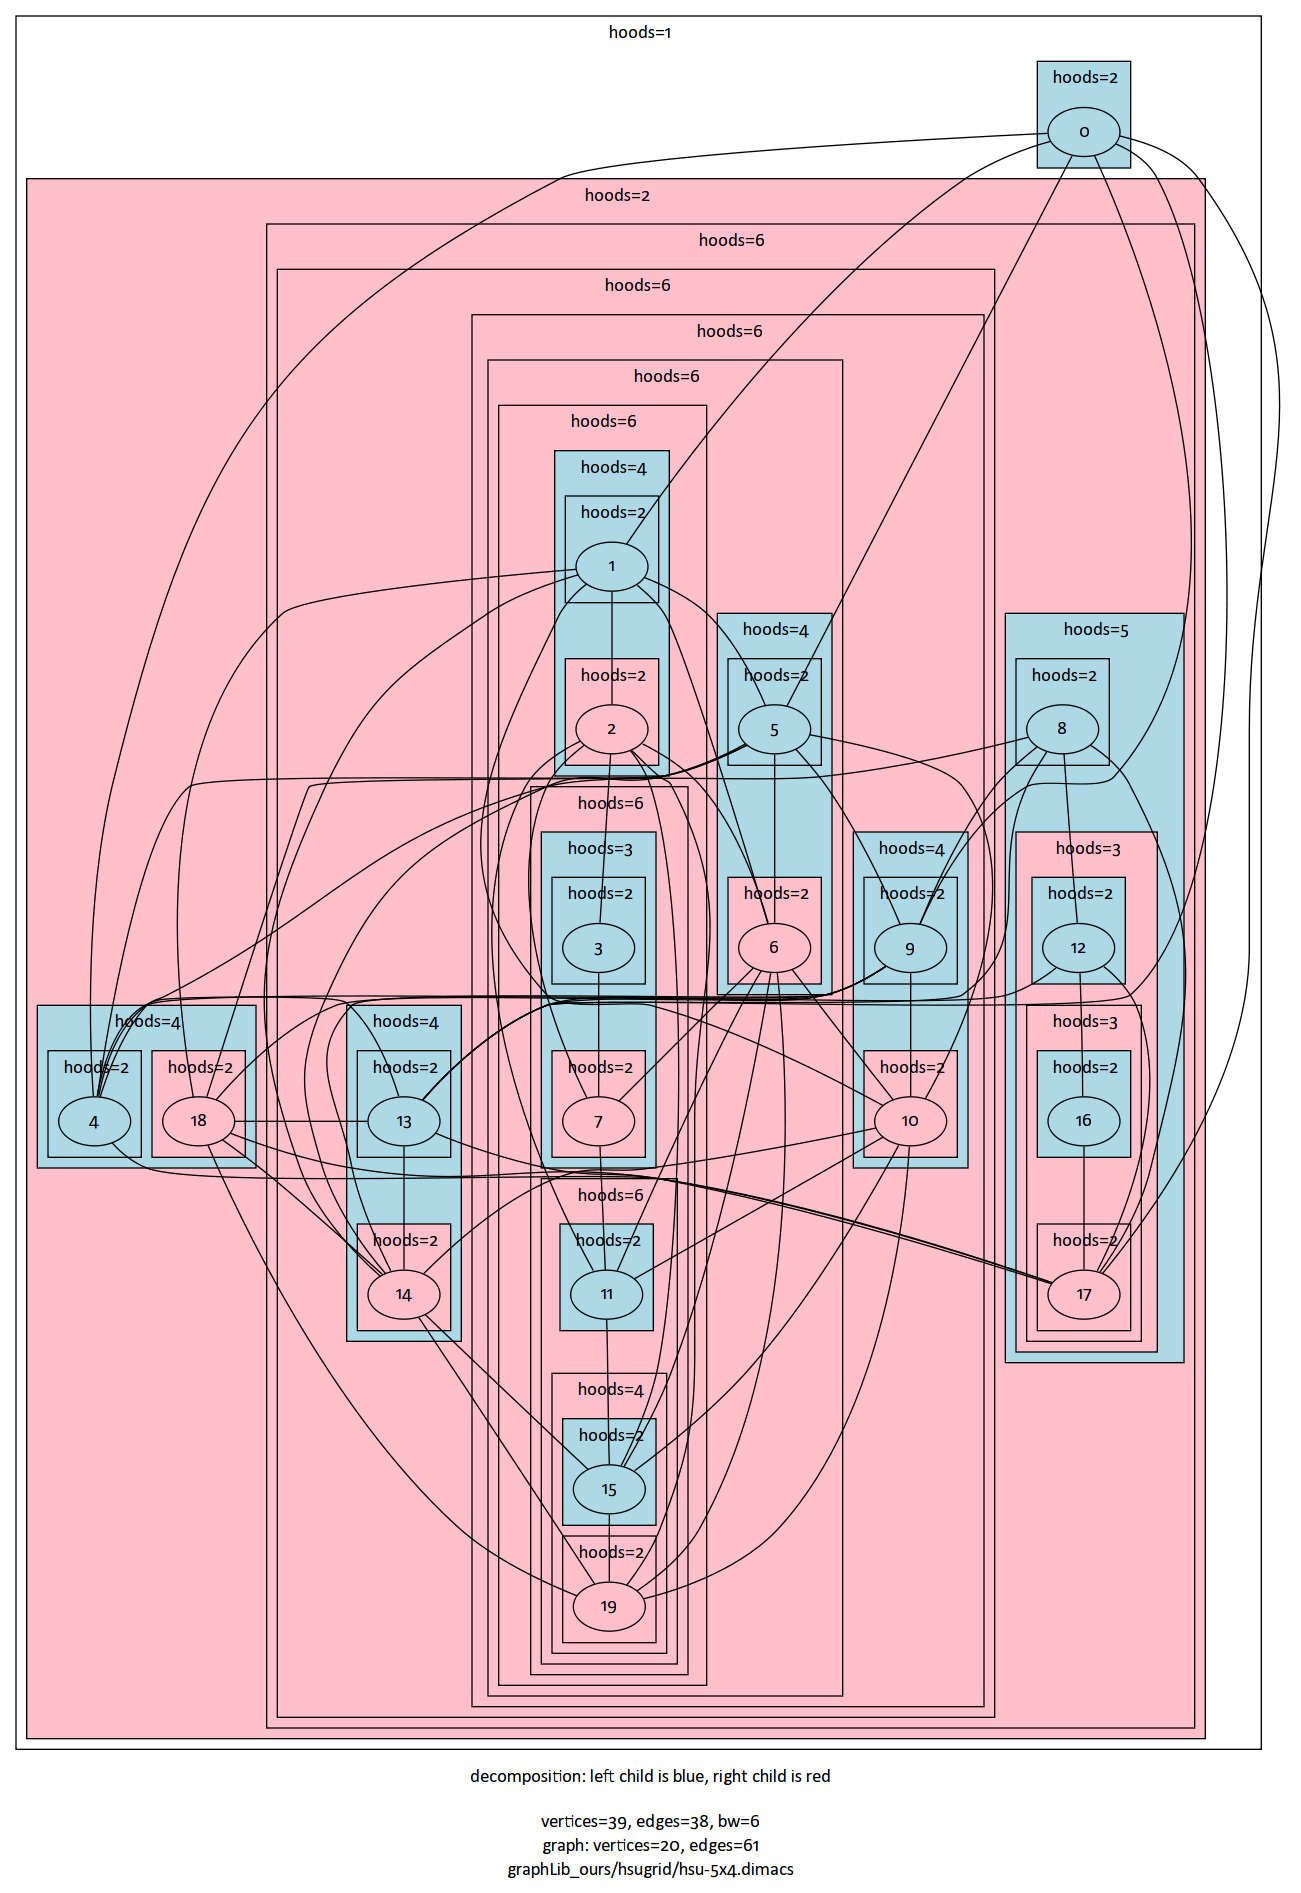 hoods=1
hoods=2
0
hoods=2
hoods=6
hoods=6
hoods=6
hoods=6
hoods=6
hoods=4
hoods=2
1
hoods=4
hoods=5
hoods=2
hoods=2
hoods=2
2
5
8
hoods=6
hoods=3
hoods=4
hoods=3
hoods=2
hoods=2
hoods=2
hoods=2
3
6
9
12
hoods=4
hoods=4
hoods=3
hoods=2
hoods=2
hoods=2
hoods=2
hoods=2
hoods=2
4
18
13
7
10
16
hoods=6
hoods=2
hoods=2
hoods=2
14
11
17
hoods=4
hoods=2
15
hoods=2
19
decomposition: left child is blue, right child is red
vertices=39, edges=38, bw=6
graph: vertices=20, edges=61
graphLib_ours/hsugrid/hsu-5x4.dimacs